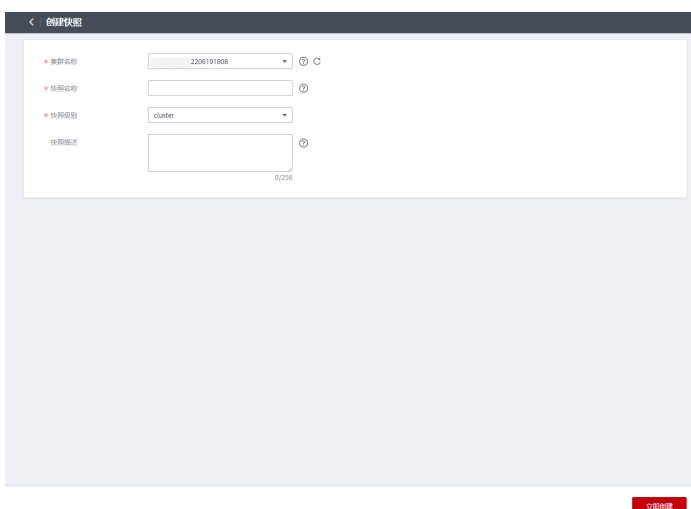 创建快照
* 集群名称 2206191808
* 快照名称
* 快照级别 cluster
快照描述
0/256
立即创建